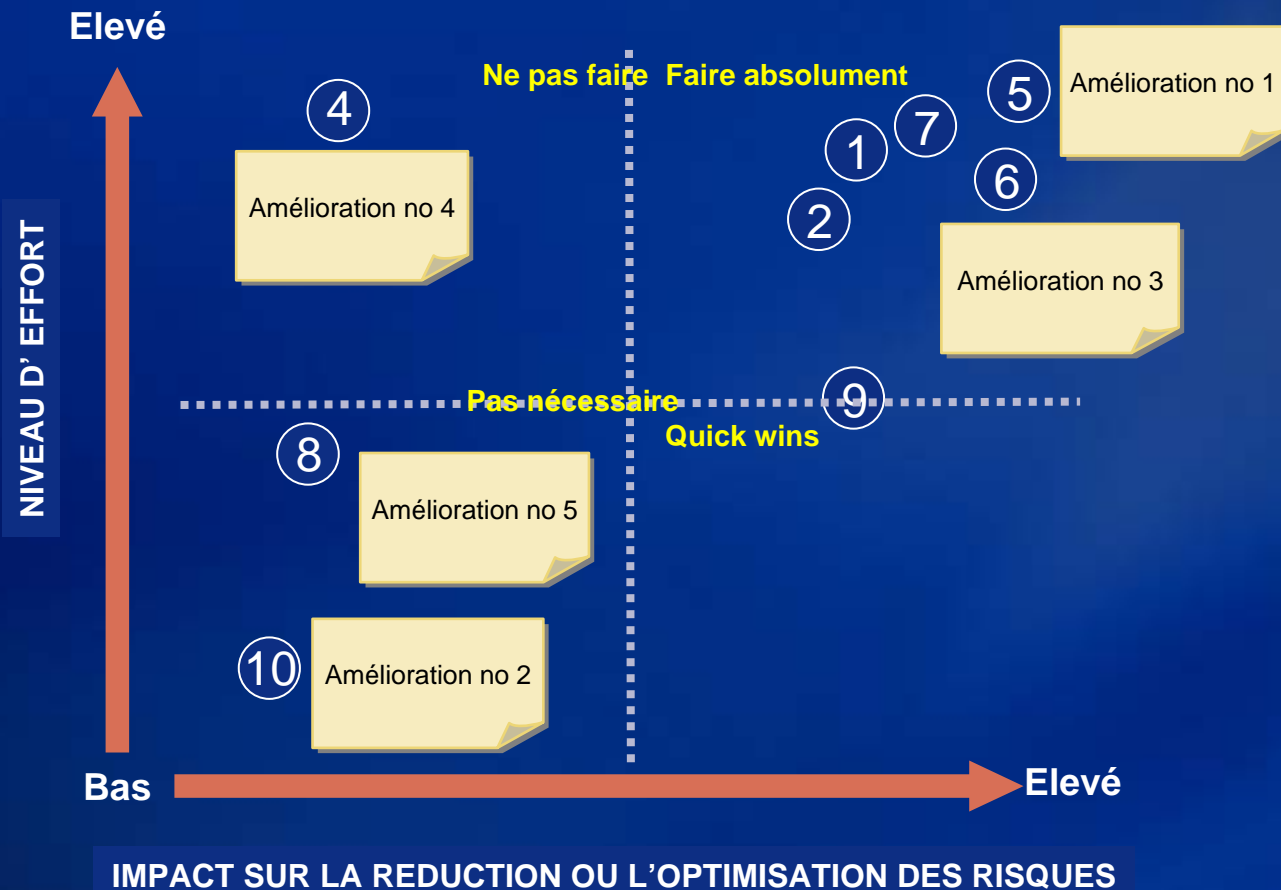 Elevé
Ne pas faire
Faire absolument
5
Amélioration no 1
4
7
1
6
2
Amélioration no 4
Amélioration no 3
NIVEAU D’ EFFORT
Pas nécessaire
9
Quick wins
8
Amélioration no 5
10
Amélioration no 2
Bas
Elevé
IMPACT SUR LA REDUCTION OU L’OPTIMISATION DES RISQUES